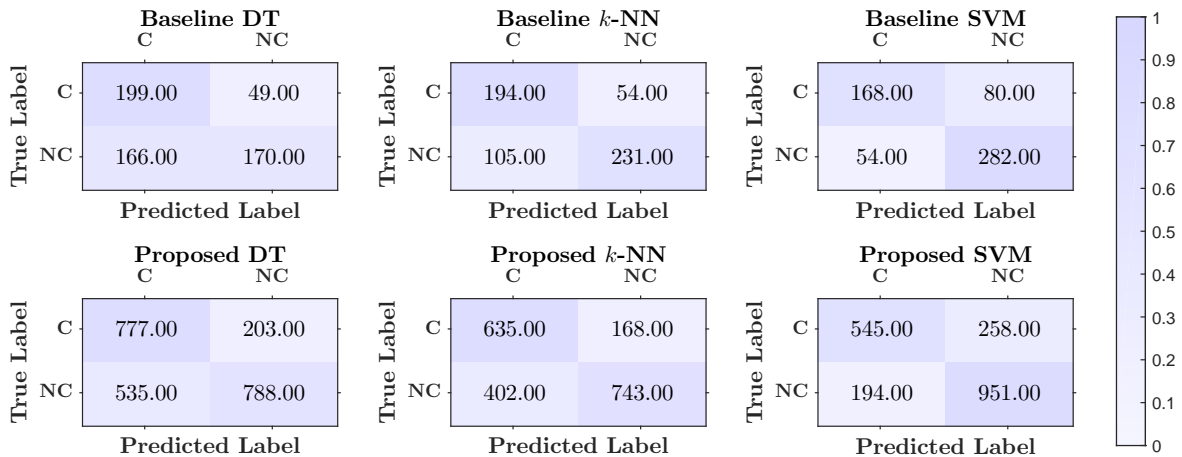 Baseline DT
C NC
True Label
C 199.00 49.00
NC 166.00 170.00
Predicted Label
Baseline k-NN
C NC
True Label
C 194.00 54.00
NC 105.00 231.00
Predicted Label
Baseline SVM
C NC
True Label
C 168.00 80.00
NC 54.00 282.00
Predicted Label
Proposed DT
C NC
True Label
C 777.00 203.00
NC 535.00 788.00
Predicted Label
Proposed k-NN
C NC
True Label
C 635.00 168.00
NC 402.00 743.00
Predicted Label
Proposed SVM
C NC
True Label
C 545.00 258.00
NC 194.00 951.00
Predicted Label
1
0.9
0.8
0.7
0.6
0.5
0.4
0.3
0.2
0.1
0